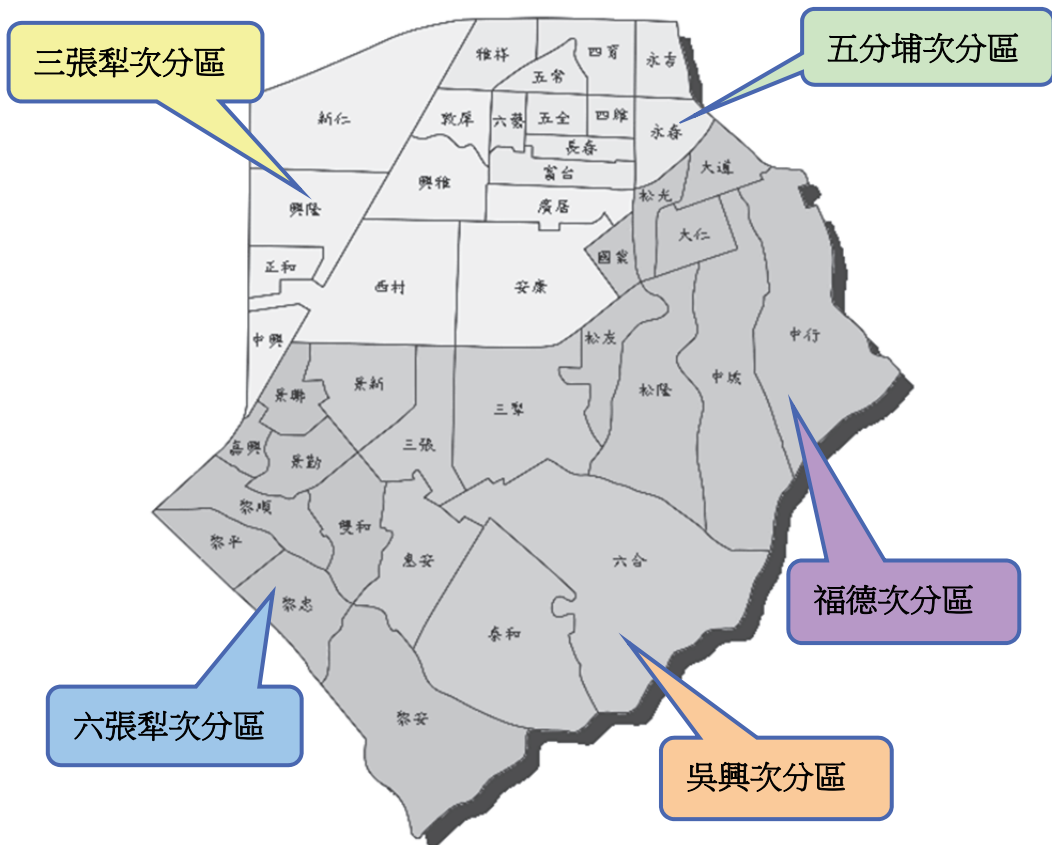 三張犁次分區
五分埔次分區
雅祥
四育
永吉
五常
新仁
敦厚
六藝
五全
四維
永春
長春
大道
興雅
富台
松光
興隆
廣居
大仁
國業
正和
西村
安康
中興
松友
中行
景新
中坡
景聯
松隆
三犁
嘉興
三張
景勤
黎順
雙和
黎平
惠安
六合
福德次分區
黎忠
泰和
六張犁次分區
黎安
吳興次分區